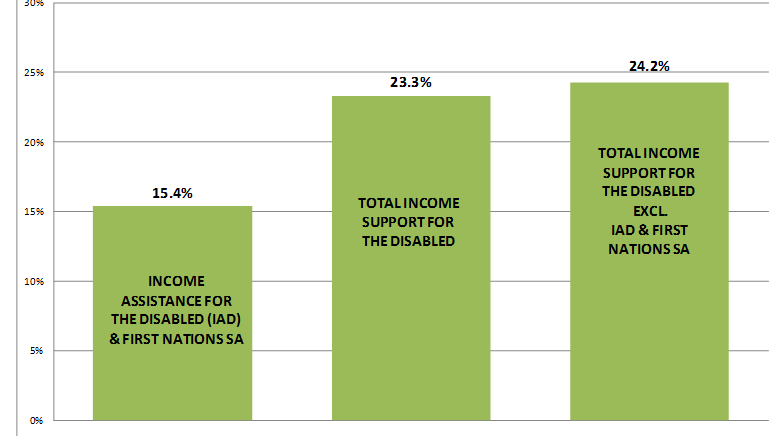 30%
25%
20%
15%
10%
5%
0%
15.4%
INCOME
ASSISTANCE FOR
THE DISABLED (IAD)
& FIRST NATIONS SA
23.3%
TOTAL INCOME
SUPPORT FOR
THE DISABLED
24.2%
TOTAL INCOME
SUPPORT FOR
THE DISABLED
EXCL.
IAD & FIRST
NATIONS SA